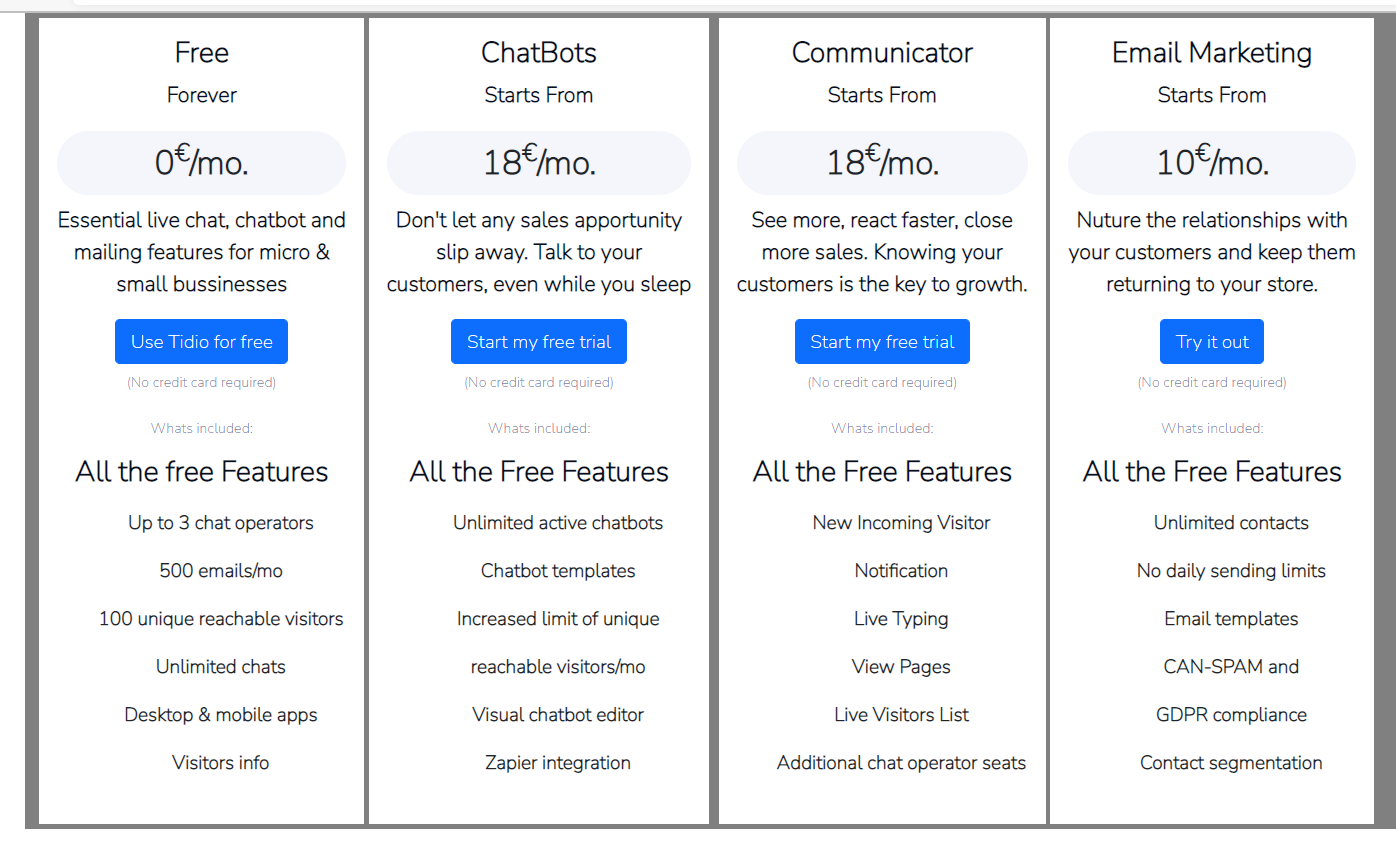 Free
Forever
0€/mo.
Essential live chat, chatbot and
mailing features for micro &
small bussinesses
Use Tidio for free
(No credit card required)
Whats included:
All the free Features
Up to 3 chat operators
500 emails/mo
100 unique reachable visitors
Unlimited chats
Desktop & mobile apps
Visitors info
ChatBots
Starts From
18€/mo.
Don't let any sales apportunity
slip away. Talk to your
customers, even while you sleep
Start my free trial
(No credit card required)
Whats included:
All the Free Features
Unlimited active chatbots
Chatbot templates
Increased limit of unique
reachable visitors/mo
Visual chatbot editor
Zapier integration
Communicator
Starts From
18€/mo.
See more, react faster, close
more sales. Knowing your
customers is the key to growth.
Start my free trial
(No credit card required)
Whats included:
All the Free Features
New Incoming Visitor
Notification
Live Typing
View Pages
Live Visitors List
Additional chat operator seats
Email Marketing
Starts From
10€/mo.
Nuture the relationships with
your customers and keep them
returning to your store.
Try it out
(No credit card required)
Whats included:
All the Free Features
Unlimited contacts
No daily sending limits
Email templates
CAN-SPAM and
GDPR compliance
Contact segmentation